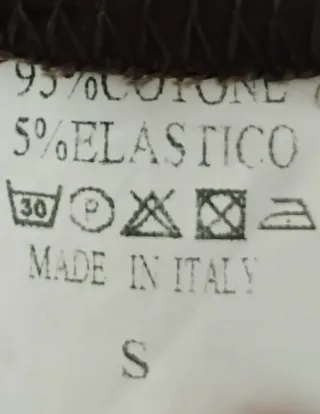 95%COTONE
5%ELASTICO
30 P
MADE IN ITALY
S